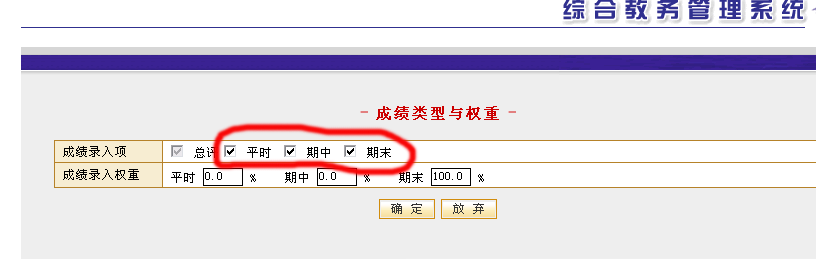 综合教务管理系统
- 成绩类型与权重 -
成绩录入项 总评 平时 期中 期末
成绩录入权重 平时 0.0 % 期中 0.0 % 期末 100.0 %
确 定 放 弃